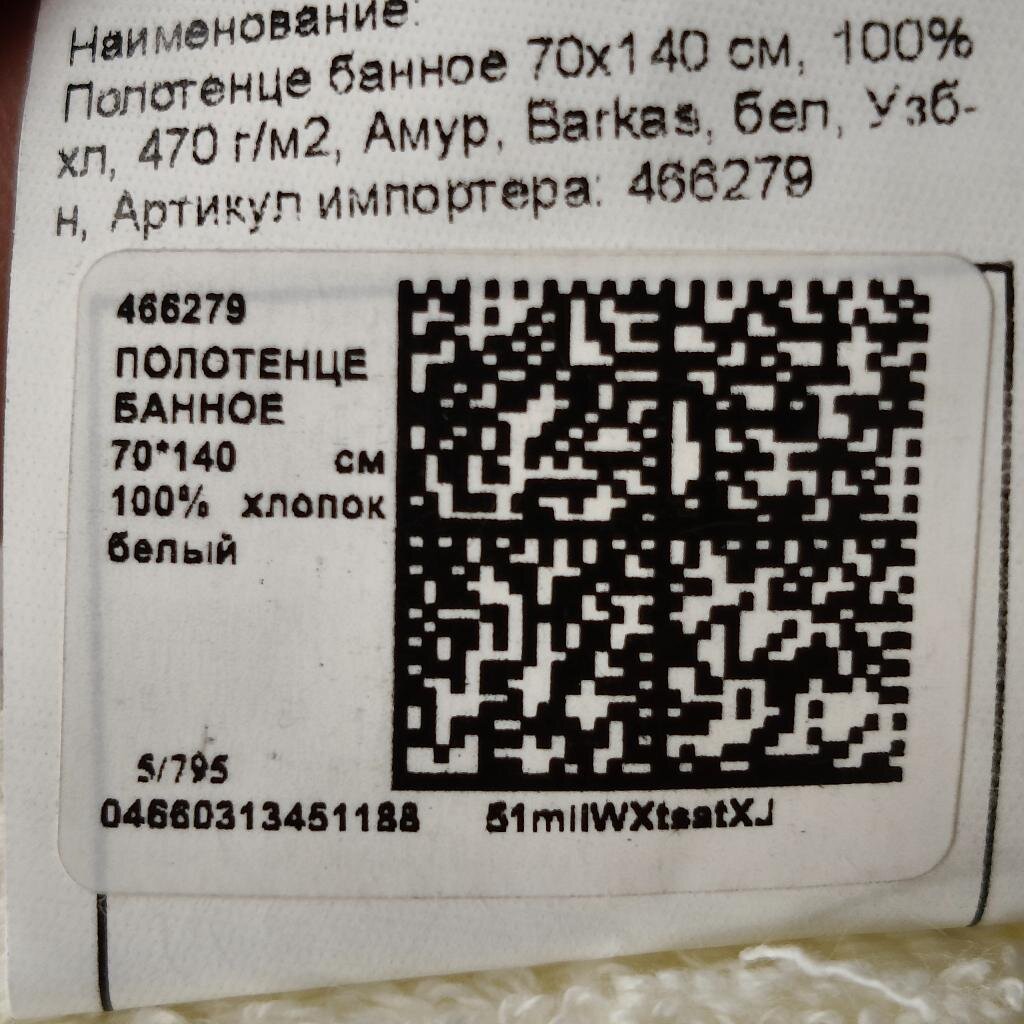 Наименование:
Полотенце банное 70х140 см, 100%
хл, 470 г/м2, Амур, Barkas, бел, Узб-
н, Артикул импортера: 466279
466279
ПОЛОТЕНЦЕ
БАННОЕ
70*140 см
100% хлопок
белый
5/795
04660313451188 51milWXtsatXJ